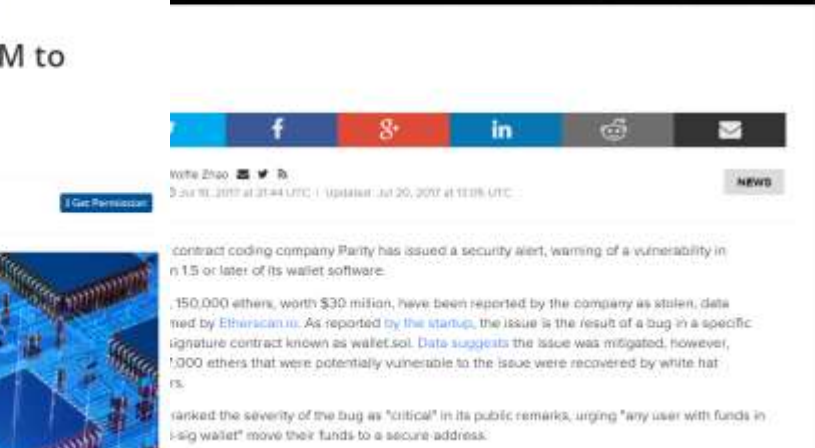 M to
f
g+
in
Wolfie Zhao
Jul 19, 2017 at 21:44 UTC | Updated Jul 20, 2017 at 13:05 UTC
NEWS
Get Permission
contract coding company Parity has issued a security alert, warning of a vulnerability in
n 1.5 or later of its wallet software.
, 150,000 ethers, worth $30 million, have been reported by the company as stolen, data
med by Etherscan.io. As reported by the startup, the issue is the result of a bug in a specific
ignature contract known as wallet.sol. Data suggests the issue was mitigated, however,
7,000 ethers that were potentially vulnerable to the issue were recovered by white hat
rs.
ranked the severity of the bug as "critical" in its public remarks, urging "any user with funds in
i-sig wallet" move their funds to a secure address.